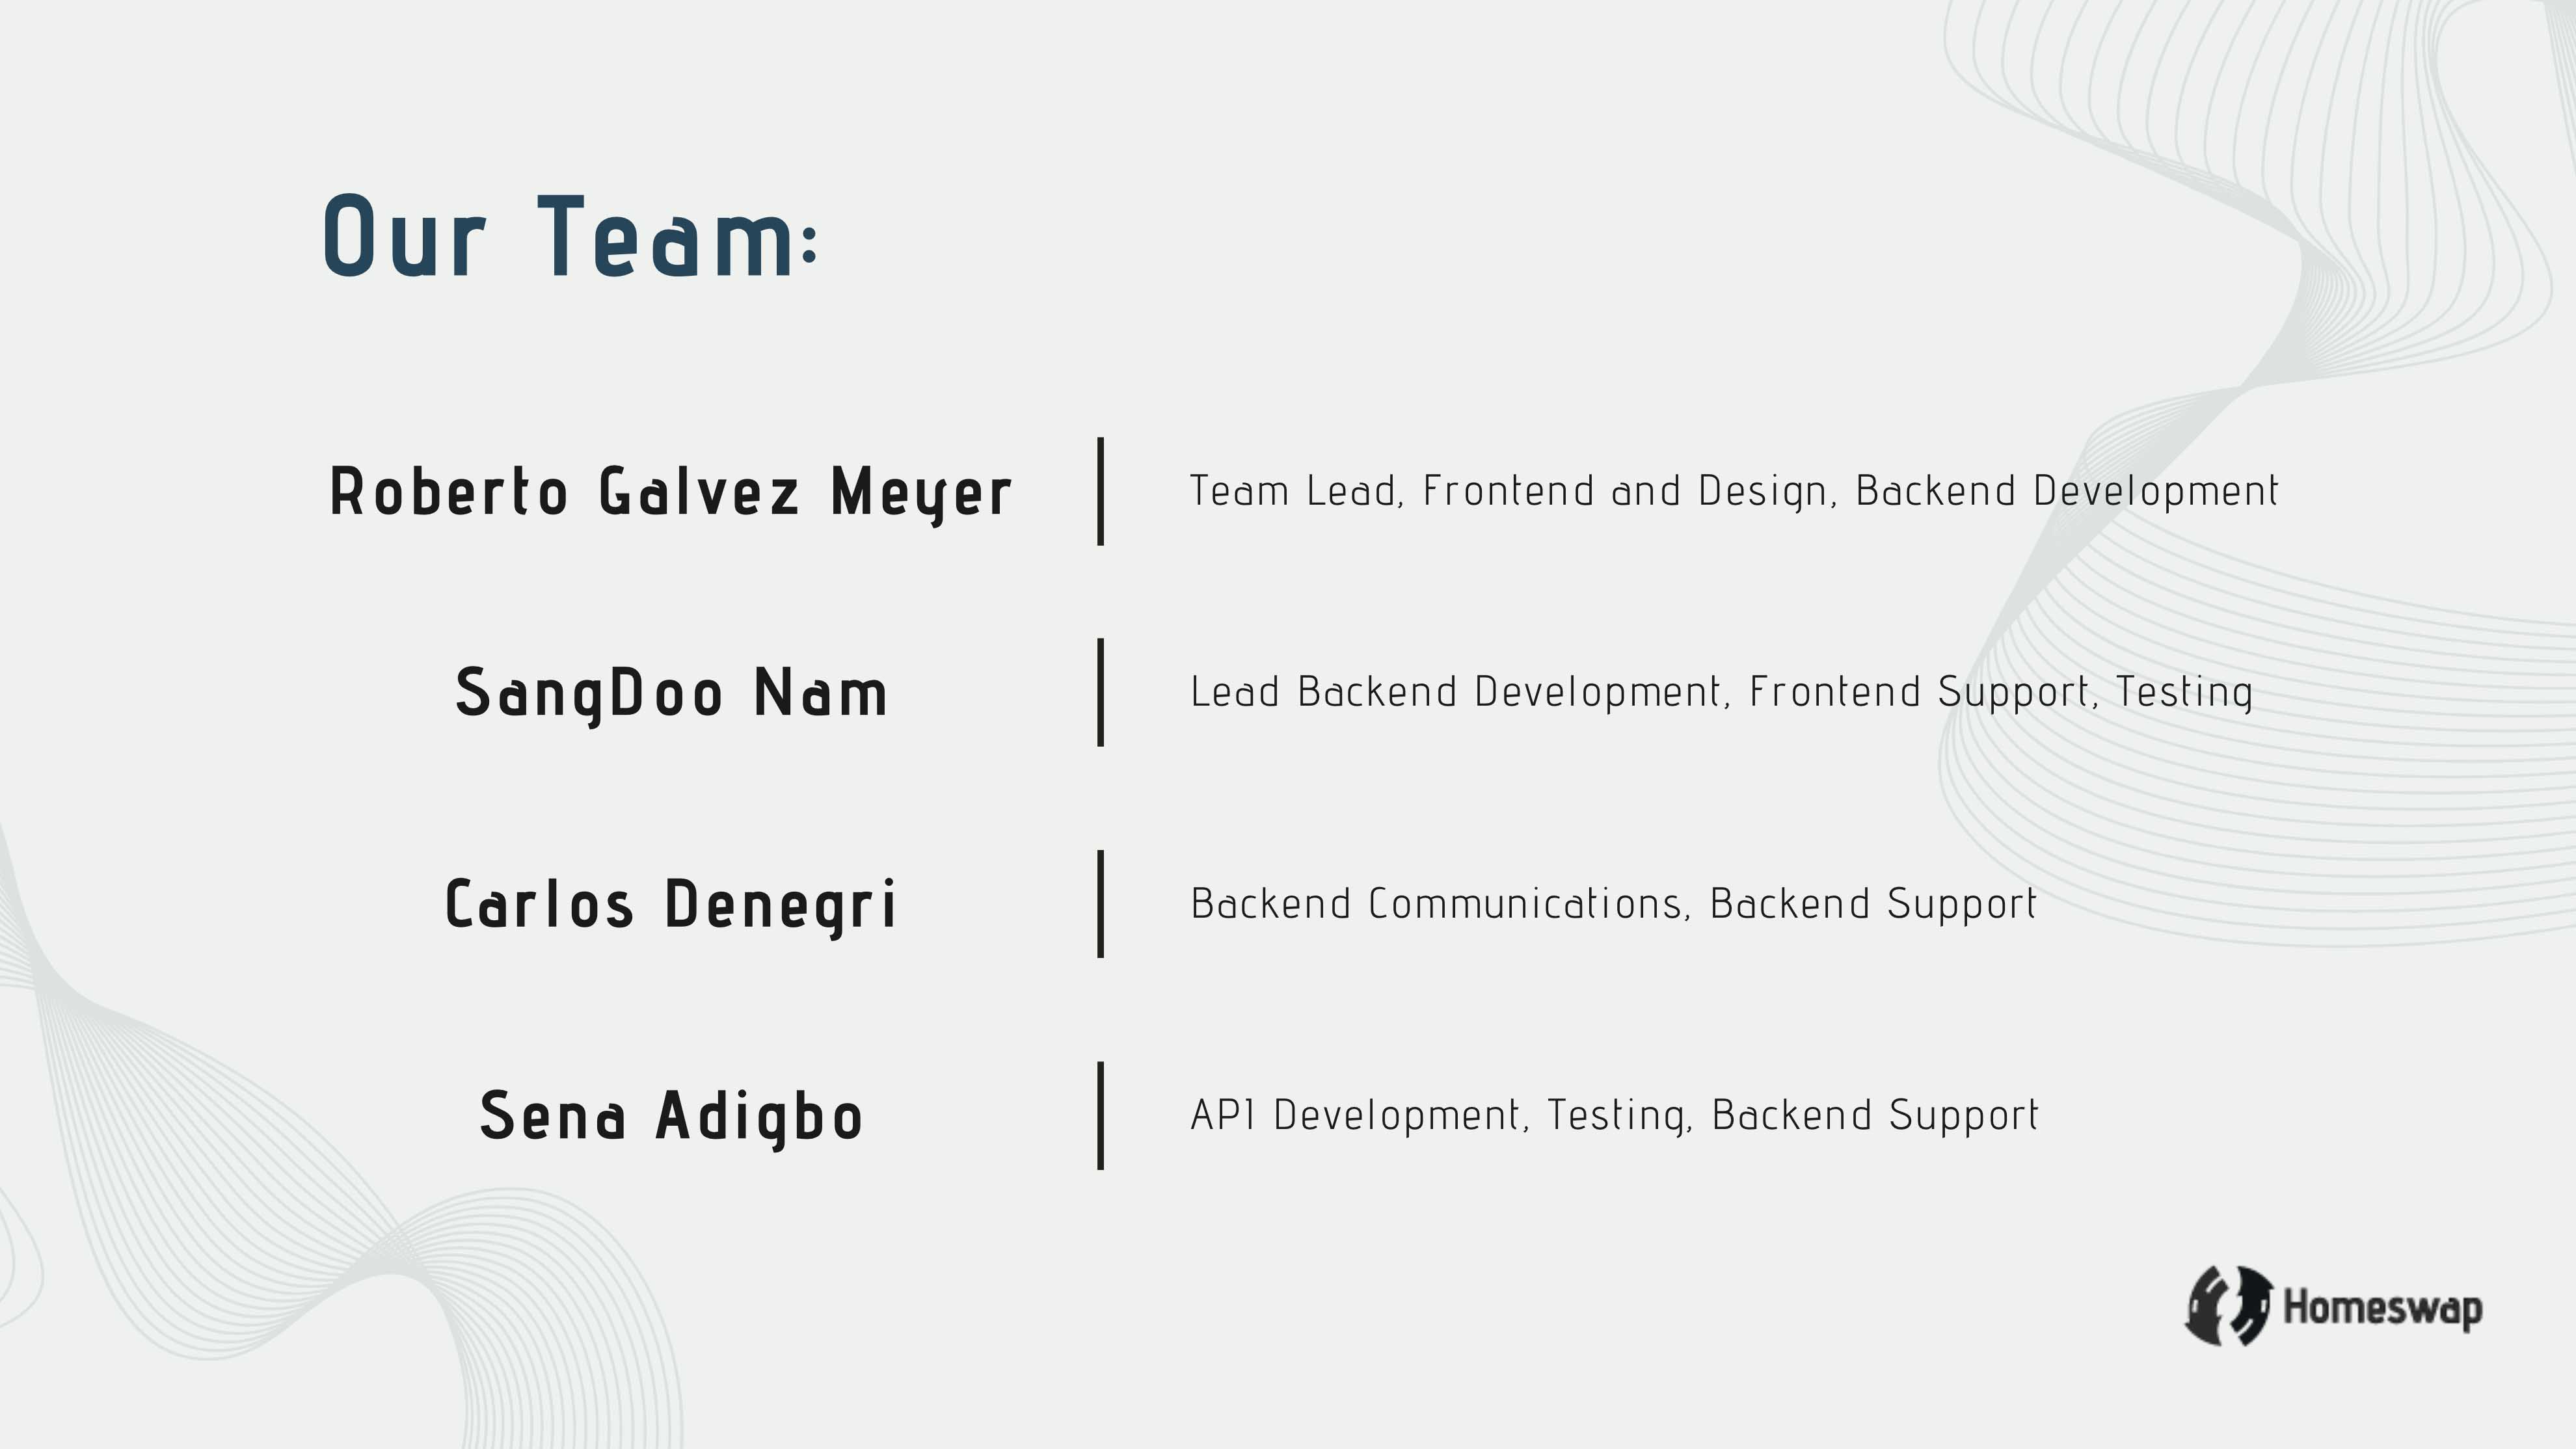 Our Team:
Roberto Galvez Meyer
Team Lead, Frontend and Design, Backend Development
SangDoo Nam
Lead Backend Development, Frontend Support, Testing
Carlos Denegri
Backend Communications, Backend Support
Sena Adigbo
API Development, Testing, Backend Support
Homeswap